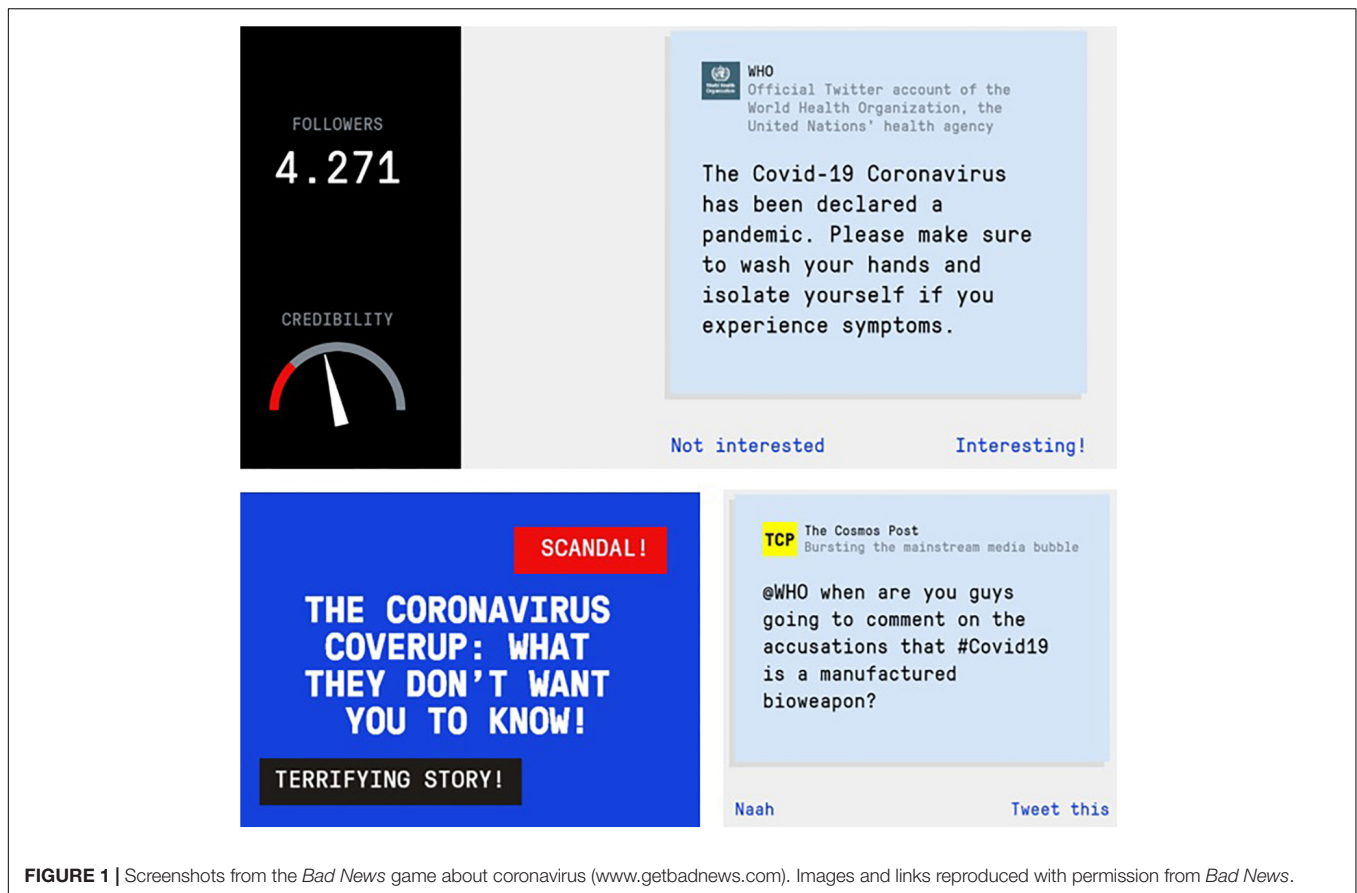 FOLLOWERS
4.271
CREDIBILITY
WHO
Official Twitter account of the
World Health Organization, the
United Nations' health agency
World Health
Organization
The Covid-19 Coronavirus
has been declared a
pandemic. Please make sure
to wash your hands and
isolate yourself if you
experience symptoms.
Not interested
Interesting!
SCANDAL!
THE CORONAVIRUS
COVERUP: WHAT
THEY DON'T WANT
YOU TO KNOW!
TERRIFYING STORY!
TCP
The Cosmos Post
Bursting the mainstream media bubble
@WHO when are you guys
going to comment on the
accusations that #Covid19
is a manufactured
bioweapon?
Naah
Tweet this
FIGURE 1 | Screenshots from the Bad News game about coronavirus (www.getbadnews.com). Images and links reproduced with permission from Bad News.